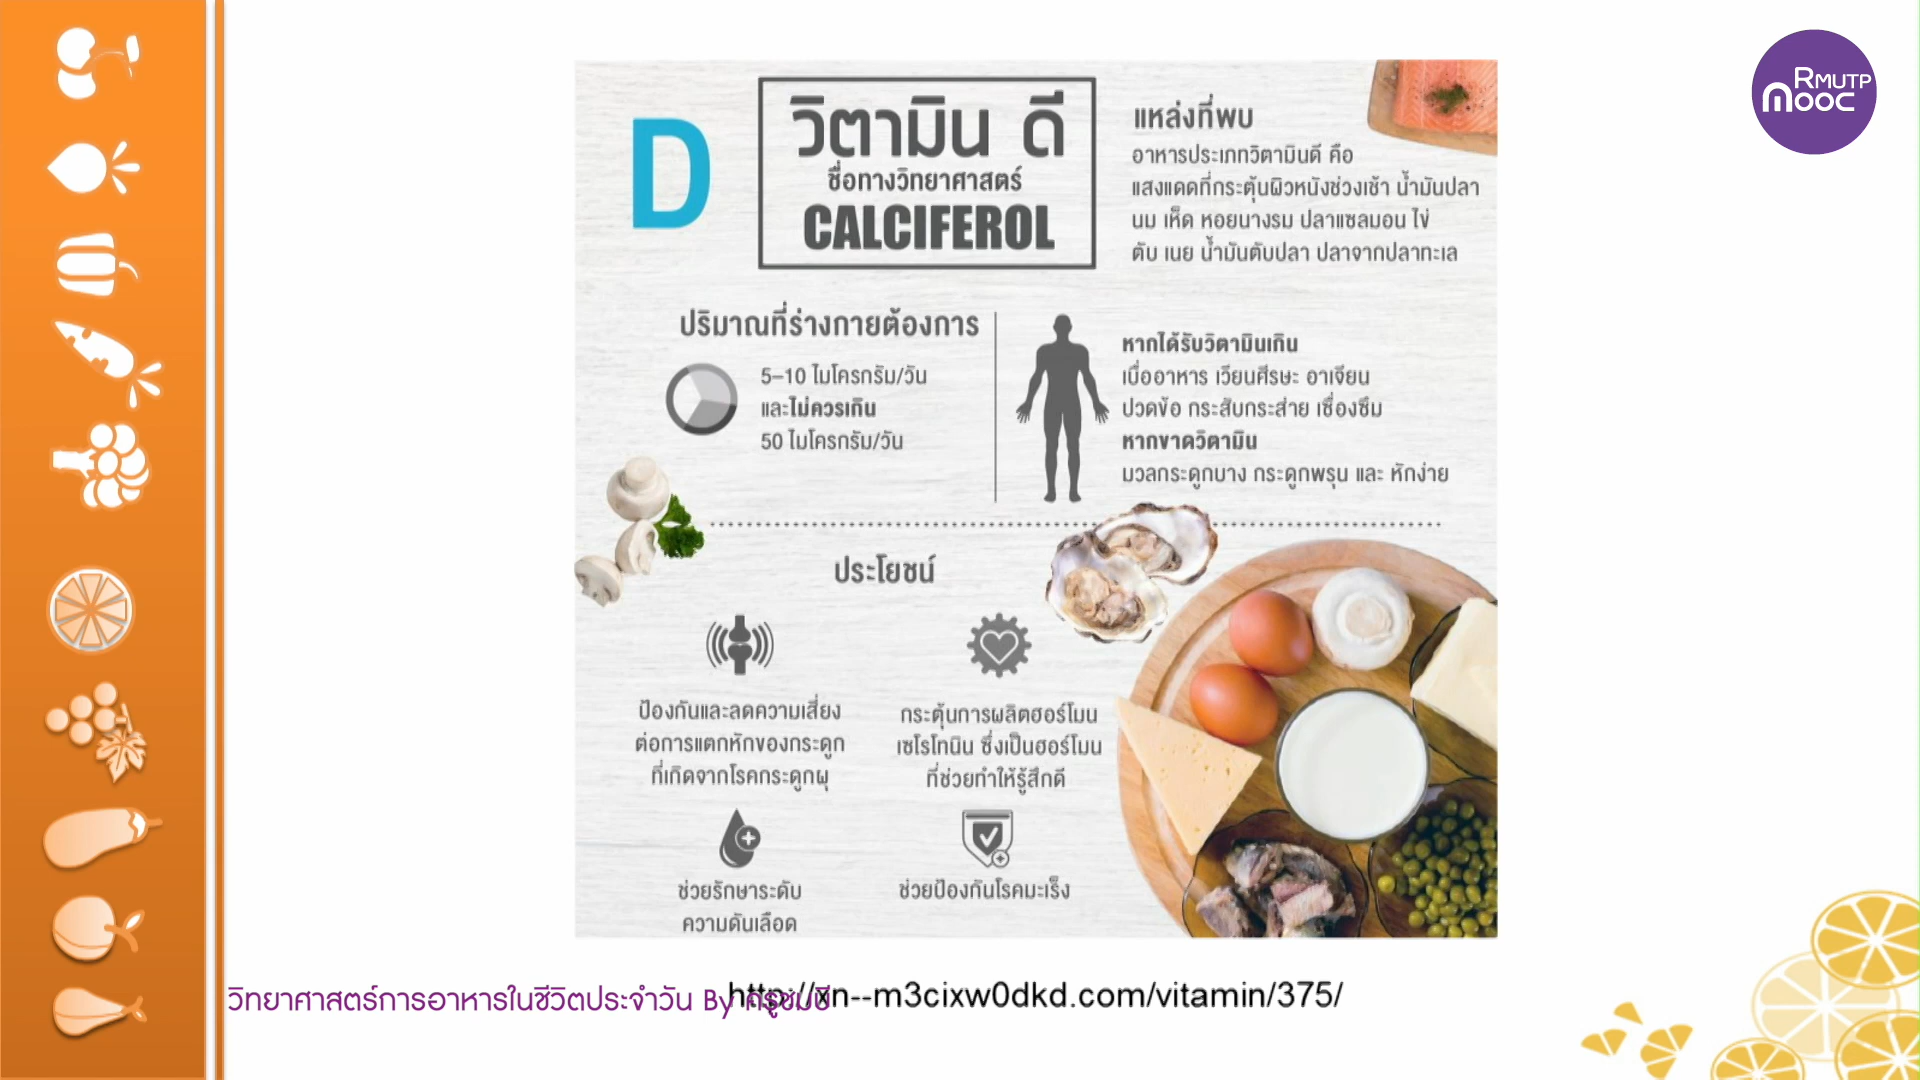 RMUTP
mooc
D
วิตามิน ดี
ชื่อทางวิทยาศาสตร์
CALCIFEROL
แหล่งที่พบ
อาหารประเภทวิตามินดี คือ
แสงแดดที่กระตุ้นผิวหนังช่วงเช้า น้ำมันปลา
นม เห็ด หอยนางรม ปลาแซลมอน ไข่
ตับ เนย น้ำมันตับปลา ปลาจากปลาทะเล
ปริมาณที่ร่างกายต้องการ
5–10 ไมโครกรัม/วัน
และไม่ควรเกิน
50 ไมโครกรัม/วัน
หากได้รับวิตามินเกิน
เบื่ออาหาร เวียนศีรษะ อาเจียน
ปวดข้อ กระสับกระส่าย เซื่องซึม
หากขาดวิตามิน
มวลกระดูกบาง กระดูกพรุน และ หักง่าย
ประโยชน์
ป้องกันและลดความเสี่ยง
ต่อการแตกหักของกระดูก
ที่เกิดจากโรคกระดูกผุ
กระตุ้นการผลิตฮอร์โมน
เซโรโทนิน ซึ่งเป็นฮอร์โมน
ที่ช่วยทำให้รู้สึกดี
ช่วยรักษาระดับ
ความดันเลือด
ช่วยป้องกันโรคมะเร็ง
วิทยาศาสตร์การอาหารในชีวิตประจำวัน By
http://xn--m3cixw0dkd.com/vitamin/375/